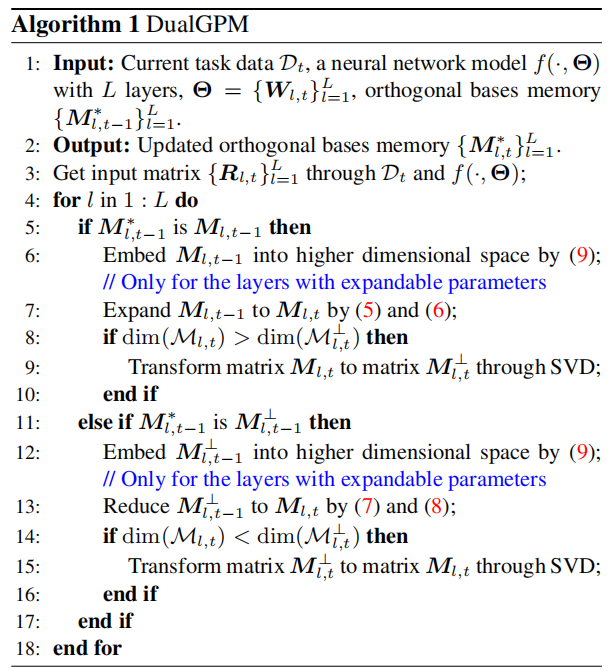 Algorithm 1 DualGPM
1: Input: Current task data $\mathcal{D}_t$, a neural network model $f(\cdot, \boldsymbol{\Theta})$
with $L$ layers, $\boldsymbol{\Theta} = \{\boldsymbol{W}_{l,t}\}_{l=1}^{L}$, orthogonal bases memory
$\{\boldsymbol{M}_{l,t-1}^{*}\}_{l=1}^{L}$.
2: Output: Updated orthogonal bases memory $\{\boldsymbol{M}_{l,t}^{*}\}_{l=1}^{L}$.
3: Get input matrix $\{\boldsymbol{R}_{l,t}\}_{l=1}^{L}$ through $\mathcal{D}_t$ and $f(\cdot, \boldsymbol{\Theta})$;
4: for $l$ in $1 : L$ do
5: if $\boldsymbol{M}_{l,t-1}^{*}$ is $\boldsymbol{M}_{l,t-1}$ then
6: Embed $\boldsymbol{M}_{l,t-1}$ into higher dimensional space by (9);
// Only for the layers with expandable parameters
7: Expand $\boldsymbol{M}_{l,t-1}$ to $\boldsymbol{M}_{l,t}$ by (5) and (6);
8: if $\dim(\mathcal{M}_{l,t}) > \dim(\mathcal{M}_{l,t}^{\perp})$ then
9: Transform matrix $\boldsymbol{M}_{l,t}$ to matrix $\boldsymbol{M}_{l,t}^{\perp}$ through SVD;
10: end if
11: else if $\boldsymbol{M}_{l,t-1}^{*}$ is $\boldsymbol{M}_{l,t-1}^{\perp}$ then
12: Embed $\boldsymbol{M}_{l,t-1}^{\perp}$ into higher dimensional space by (9);
// Only for the layers with expandable parameters
13: Reduce $\boldsymbol{M}_{l,t-1}^{\perp}$ to $\boldsymbol{M}_{l,t}$ by (7) and (8);
14: if $\dim(\mathcal{M}_{l,t}) < \dim(\mathcal{M}_{l,t}^{\perp})$ then
15: Transform matrix $\boldsymbol{M}_{l,t}^{\perp}$ to matrix $\boldsymbol{M}_{l,t}$ through SVD;
16: end if
17: end if
18: end for